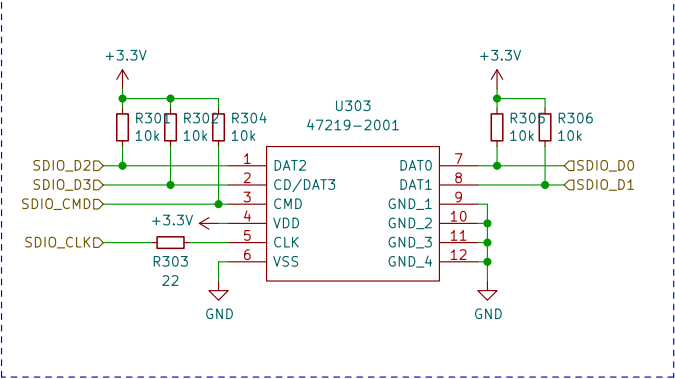 +3.3V
+3.3V
U303
47219-2001
R301
10k
R302
10k
R304
10k
R305
10k
R306
10k
SDIO_D2
1
DAT2
DAT0
7
SDIO_D0
SDIO_D3
2
CD/DAT3
DAT1
8
SDIO_D1
SDIO_CMD
3
CMD
GND_1
9
+3.3V
4
VDD
GND_2
10
SDIO_CLK
5
CLK
GND_3
11
R303
22
6
VSS
GND_4
12
GND
GND